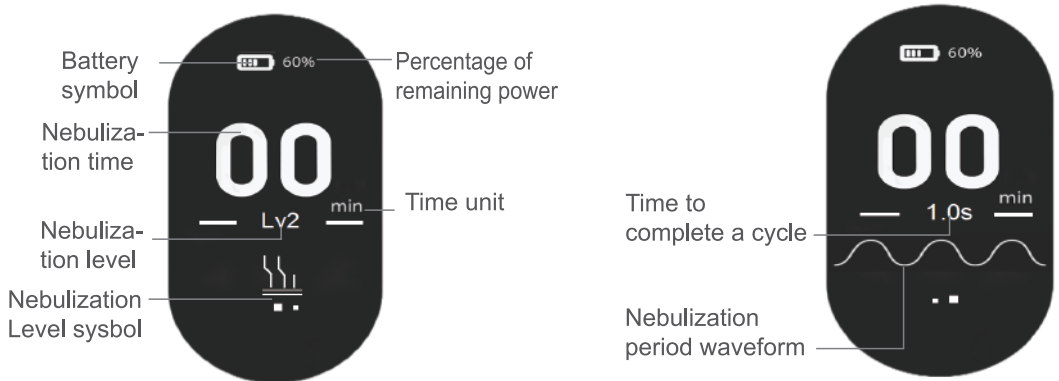 Battery
symbol
60%
Percentage of
remaining power
Nebuliza-
tion time
00
min
Time unit
Lv2
Nebuliza-
tion level
Nebulization
Level sysbol
60%
00
min
Time to
complete a cycle
1.0s
Nebulization
period waveform